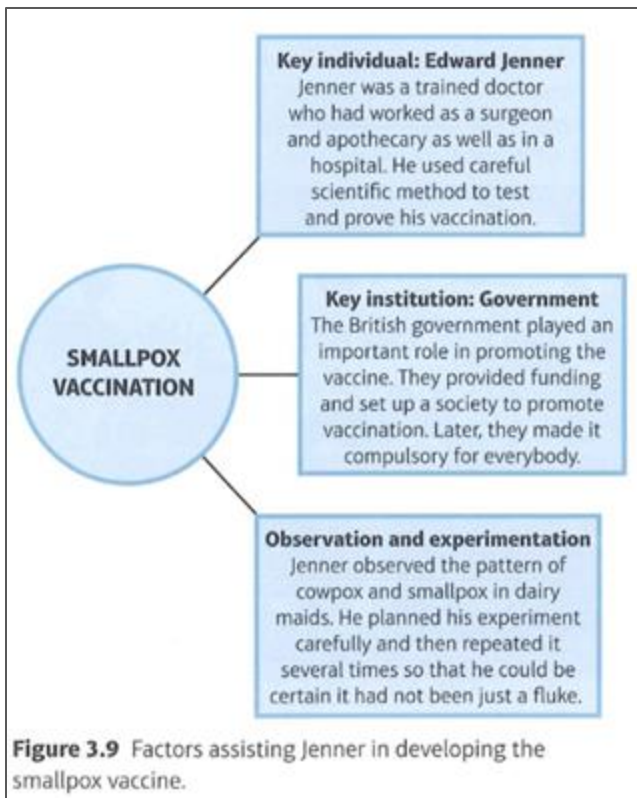 Key individual: Edward Jenner
Jenner was a trained doctor
who had worked as a surgeon
and apothecary as well as in a
hospital. He used careful
scientific method to test
and prove his vaccination.
SMALLPOX
VACCINATION
Key institution: Government
The British government played an
important role in promoting the
vaccine. They provided funding
and set up a society to promote
vaccination. Later, they made it
compulsory for everybody.
Observation and experimentation
Jenner observed the pattern of
cowpox and smallpox in dairy
maids. He planned his experiment
carefully and then repeated it
several times so that he could be
certain it had not been just a fluke.
Figure 3.9 Factors assisting Jenner in developing the
smallpox vaccine.